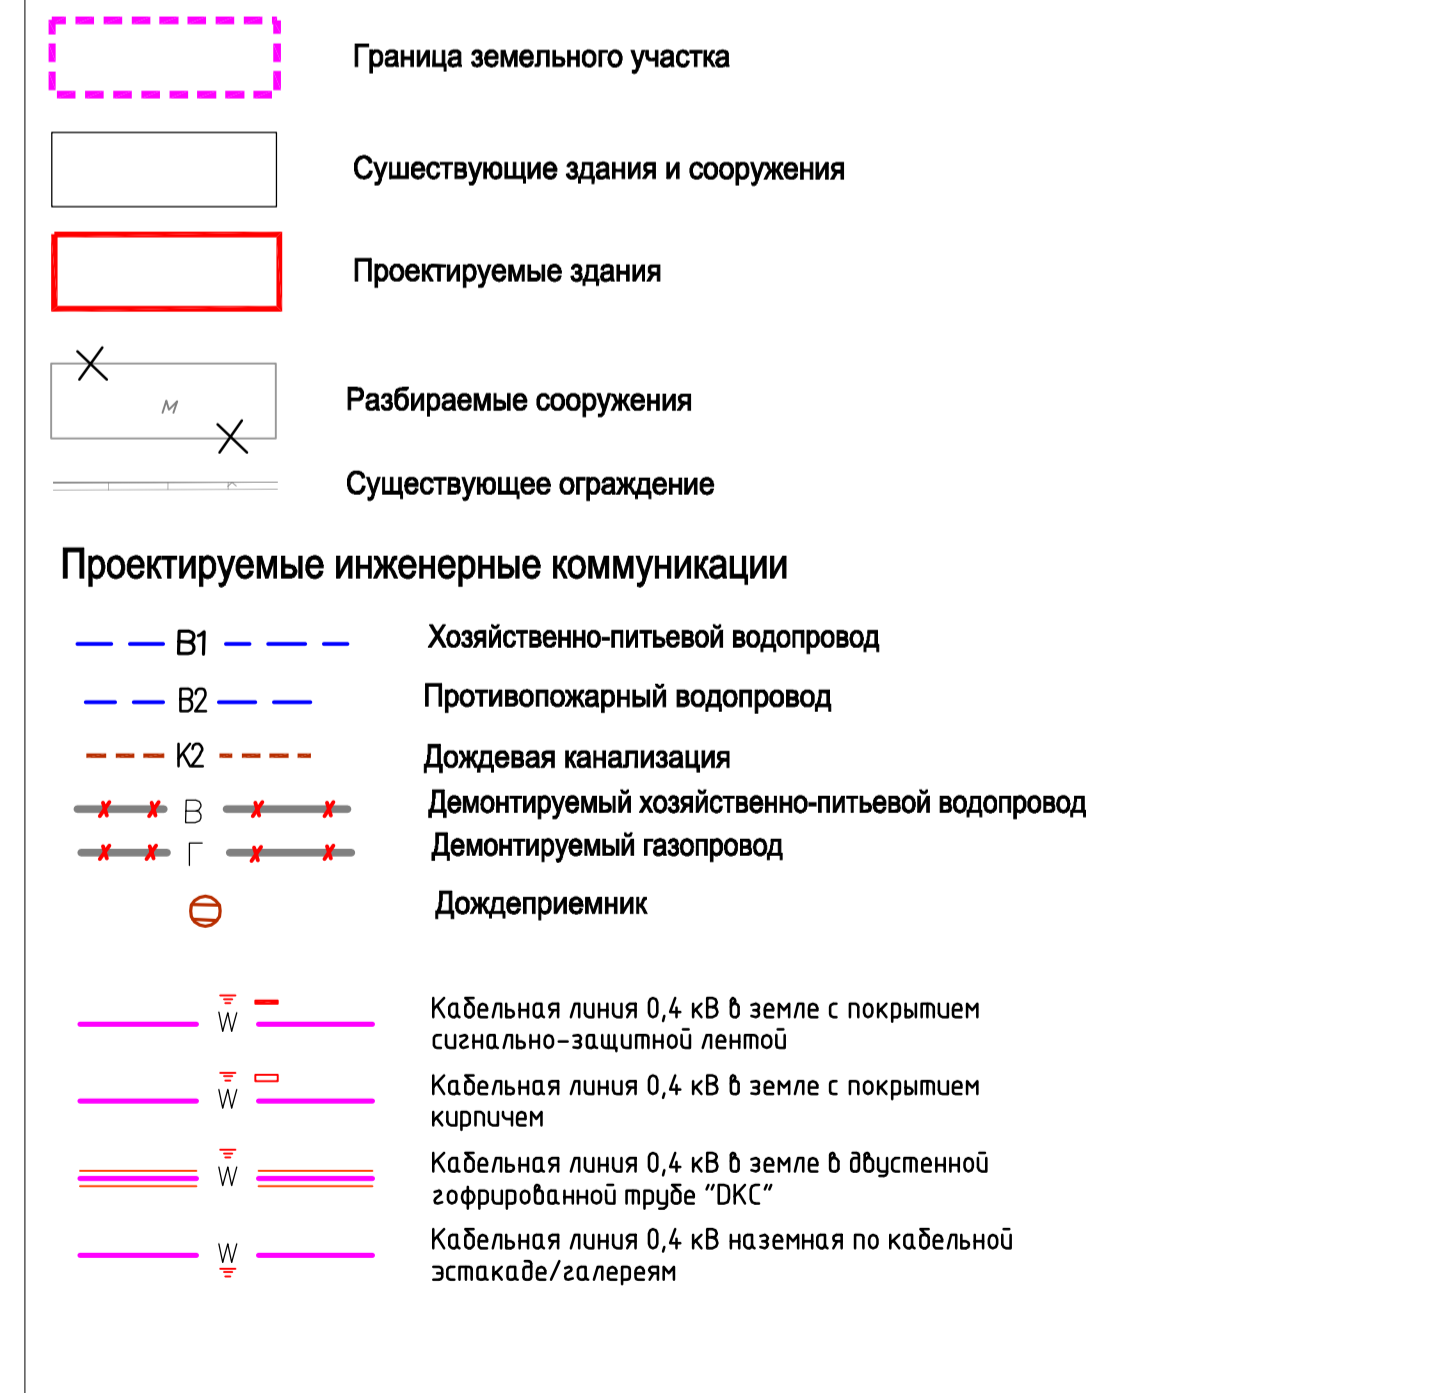 Граница земельного участка
Сушествующие здания и сооружения
Проектируемые здания
М
Разбираемые сооружения
Существующее ограждение
Проектируемые инженерные коммуникации
В1 Хозяйственно-питьевой водопровод
В2 Противопожарный водопровод
К2 Дождевая канализация
В Демонтируемый хозяйственно-питьевой водопровод
Г Демонтируемый газопровод
Дождеприемник
W Кабельная линия 0,4 кВ в земле с покрытием
сигнально-защитной лентой
W Кабельная линия 0,4 кВ в земле с покрытием
кирпичем
W Кабельная линия 0,4 кВ в земле в двустенной
гофрированной трубе "DKC"
W Кабельная линия 0,4 кВ наземная по кабельной
эстакаде/галереям